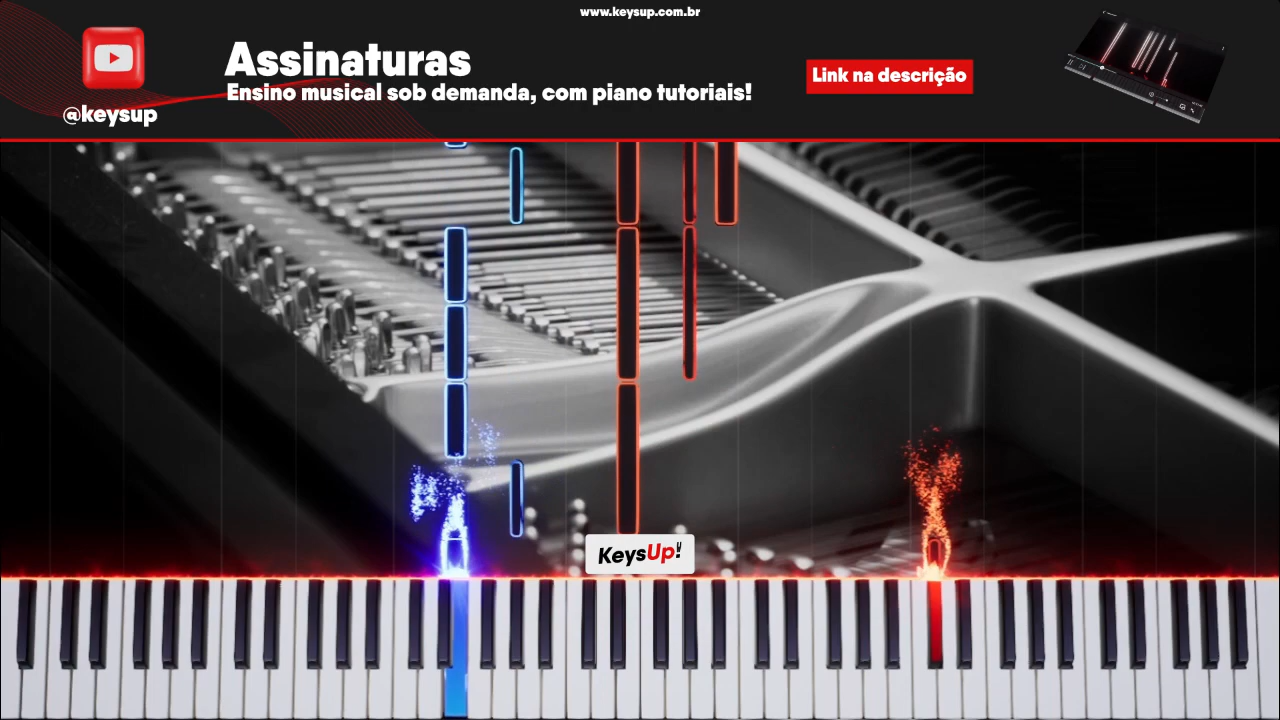 www.keysup.com.br
Assinaturas
Ensino musical sob demanda, com piano tutoriais!
Link na descrição
@keysup
KeysUp!